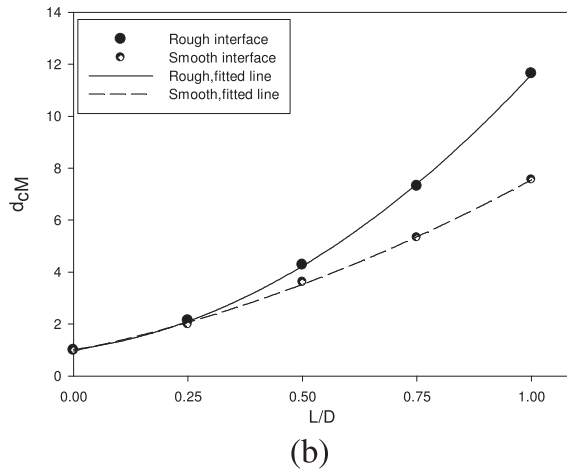 14
12
10
8
6
4
2
0
d_cM
Rough interface
Smooth interface
Rough,fitted line
Smooth,fitted line
0.00 0.25 0.50 0.75 1.00
L/D
(b)